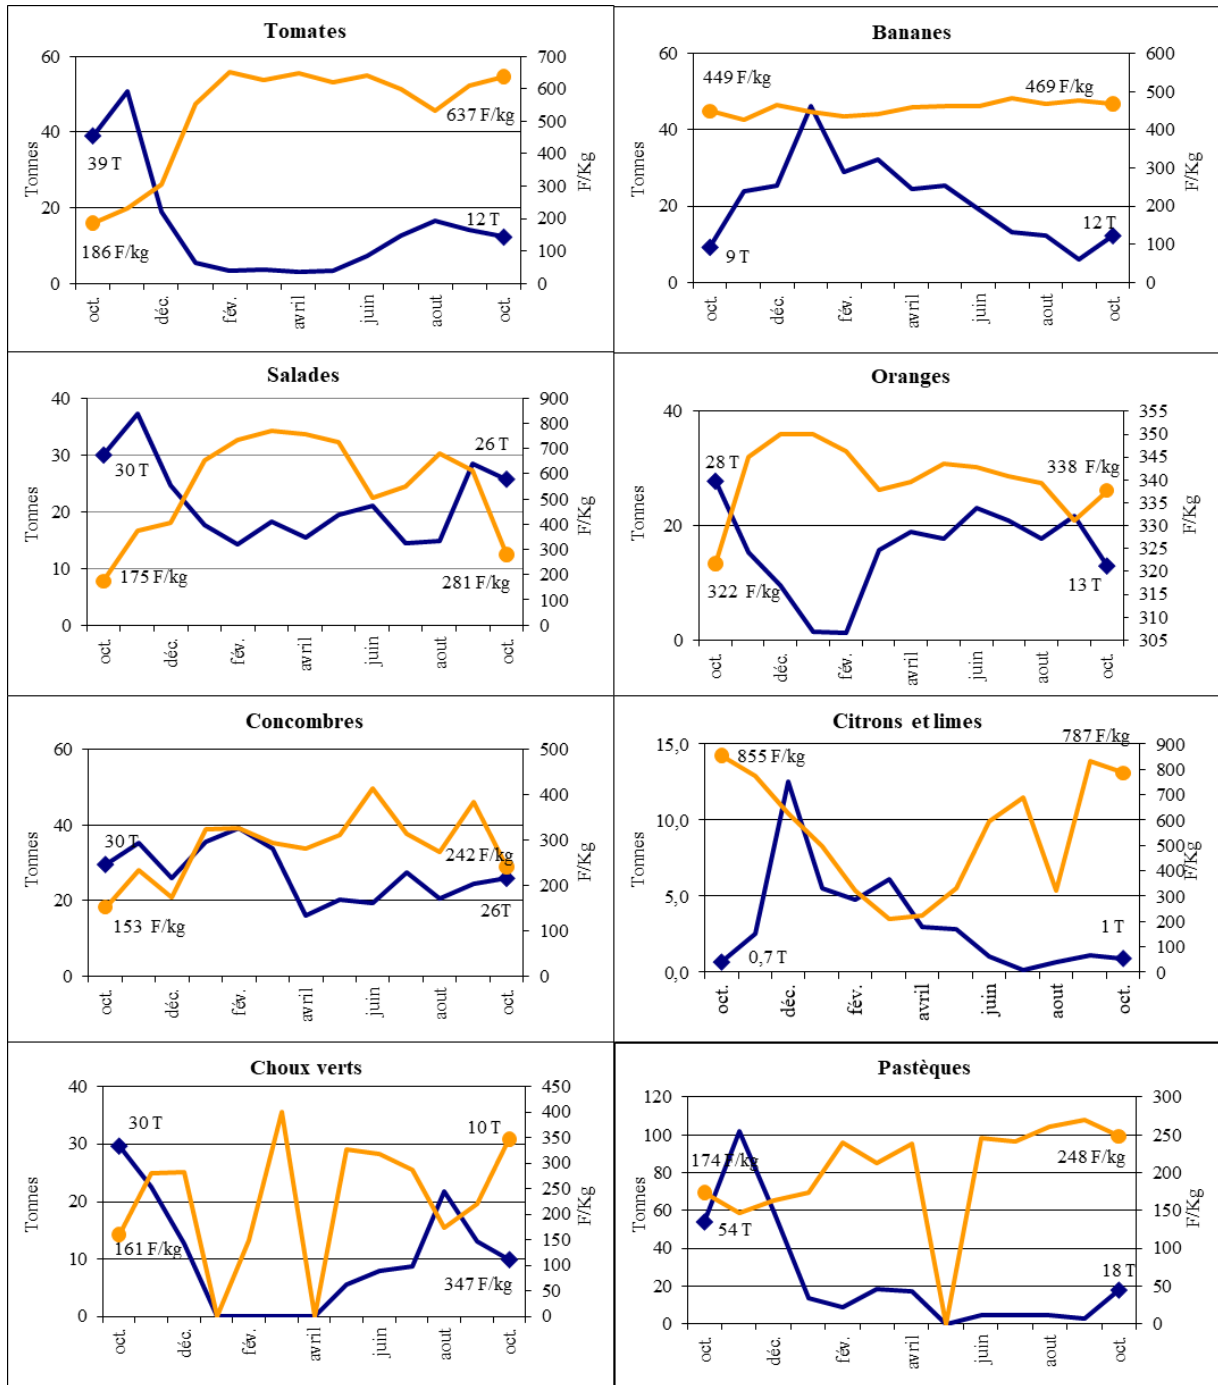 Tomates
60
40
20
0
700
600
500
400
300
200
100
0
Tonnes
F/Kg
39 T
186 F/kg
637 F/kg
12 T
oct.
déc.
fév.
avril
juin
aout
oct.
Bananes
60
40
20
0
600
500
400
300
200
100
0
Tonnes
F/Kg
449 F/kg
469 F/kg
9 T
12 T
oct.
déc.
fév.
avril
juin
aout
oct.
Salades
40
30
20
10
0
900
800
700
600
500
400
300
200
100
0
Tonnes
F/Kg
30 T
26 T
175 F/kg
281 F/kg
oct.
déc.
fév.
avril
juin
aout
oct.
Oranges
40
20
0
355
350
345
340
335
330
325
320
315
310
305
Tonnes
F/Kg
28 T
338 F/kg
322 F/kg
13 T
oct.
déc.
fév.
avril
juin
aout
oct.
Concombres
60
40
20
0
500
400
300
200
100
0
Tonnes
F/Kg
30 T
242 F/kg
153 F/kg
26T
oct.
déc.
fév.
avril
juin
aout
oct.
Citrons et limes
15,0
10,0
5,0
0,0
900
800
700
600
500
400
300
200
100
0
Tonnes
F/Kg
855 F/kg
787 F/kg
0,7 T
1 T
oct.
déc.
fév.
avril
juin
aout
oct.
Choux verts
40
30
20
10
0
450
400
350
300
250
200
150
100
50
0
Tonnes
F/Kg
30 T
10 T
161 F/kg
347 F/kg
oct.
déc.
fév.
avril
juin
aout
oct.
Pastèques
120
100
80
60
40
20
0
300
250
200
150
100
50
0
Tonnes
F/Kg
174 F/kg
248 F/kg
54 T
18 T
oct.
déc.
fév.
avril
juin
aout
oct.